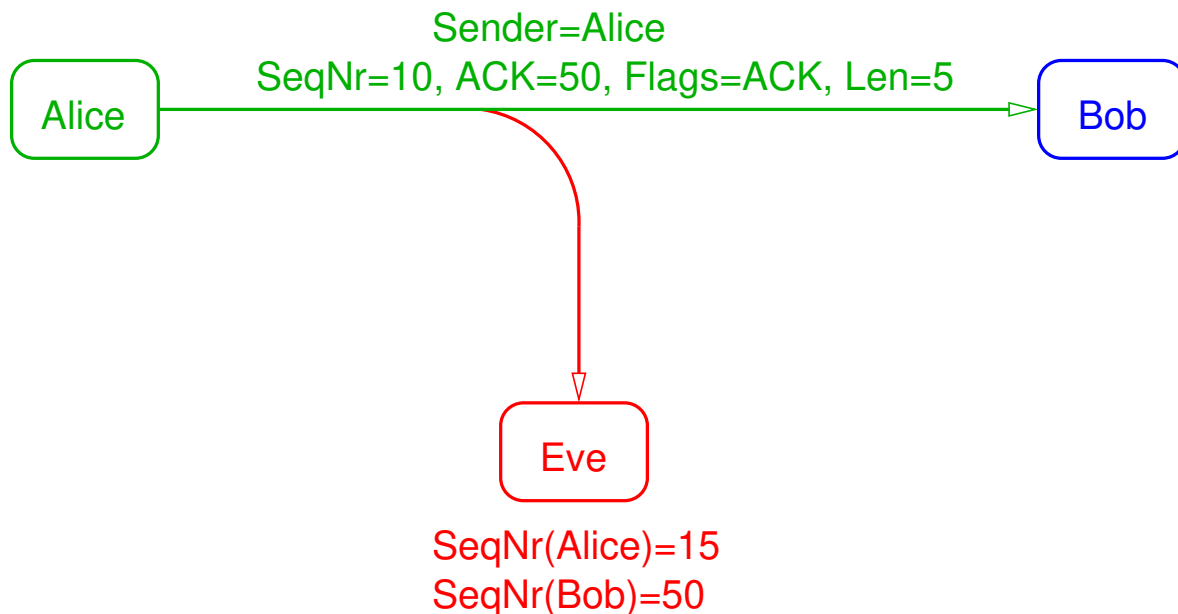 Sender=Alice
SeqNr=10, ACK=50, Flags=ACK, Len=5
Alice
Bob
Eve
SeqNr(Alice)=15
SeqNr(Bob)=50